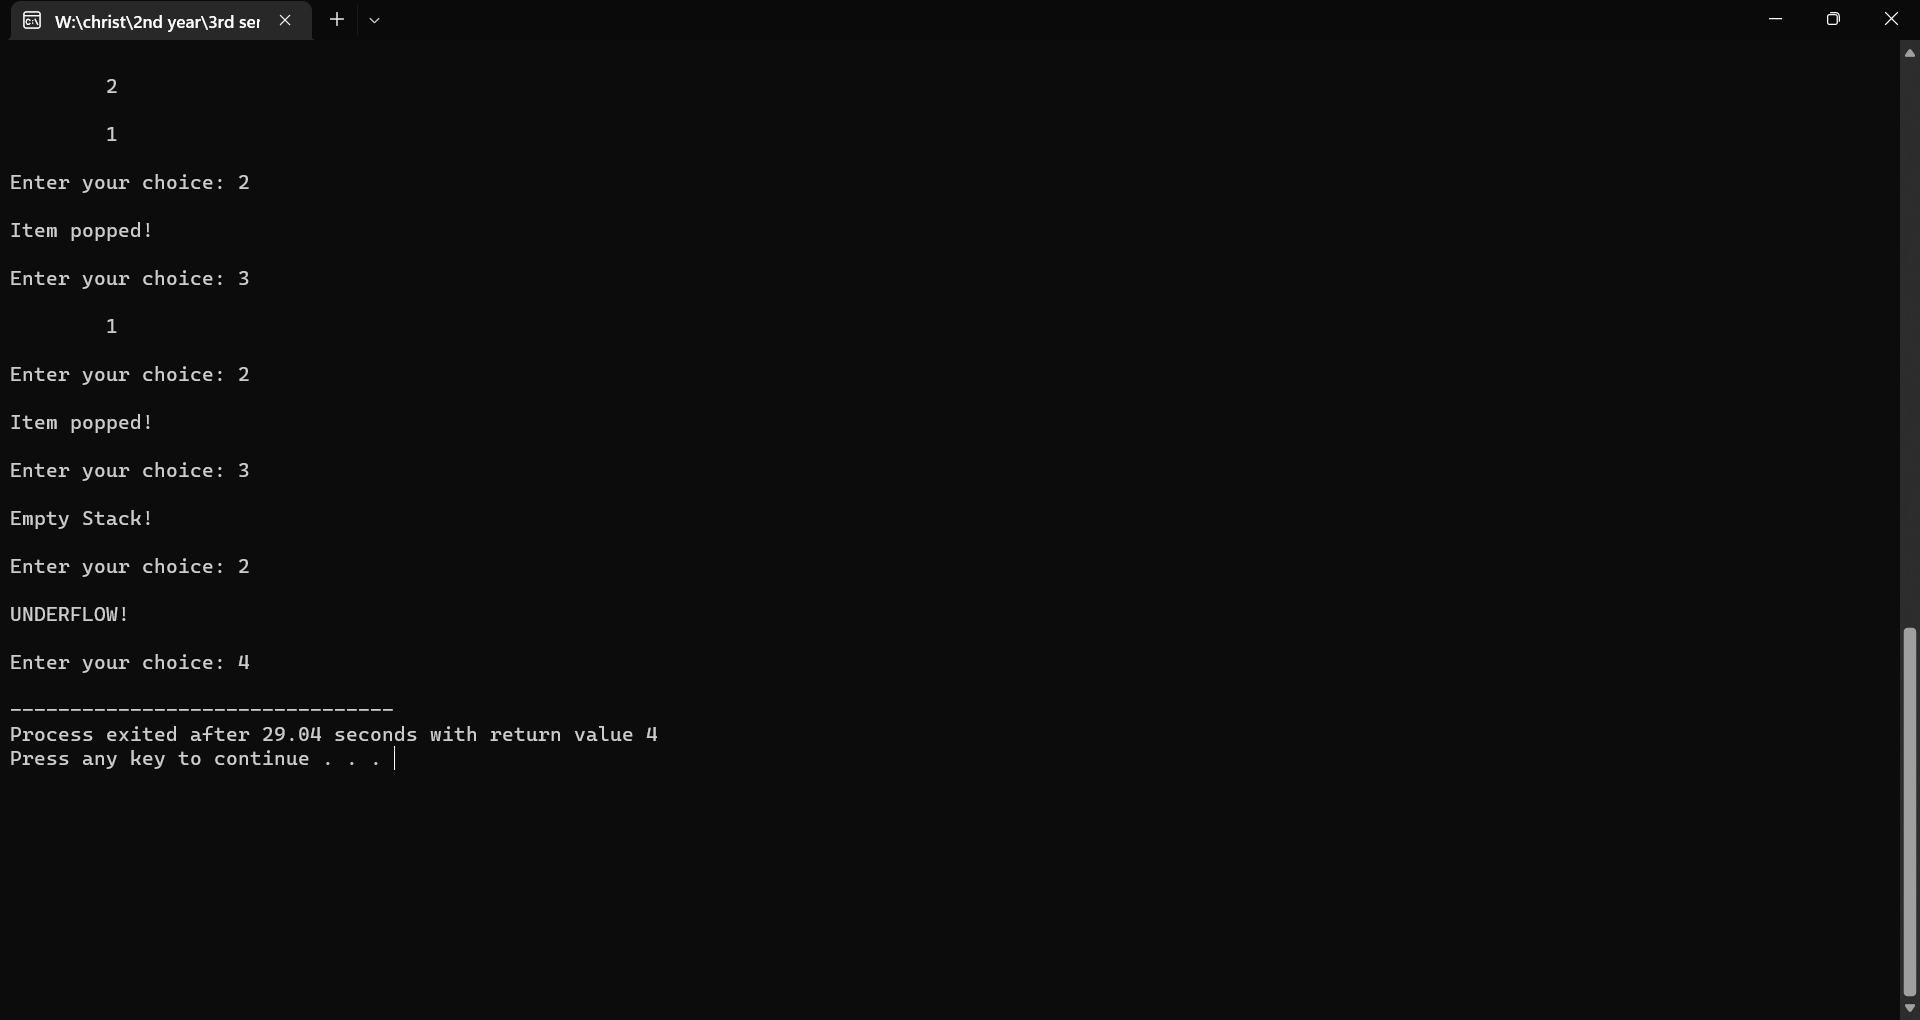 W:\christ\2nd year\3rd ser
2
1
Enter your choice: 2
Item popped!
Enter your choice: 3
1
Enter your choice: 2
Item popped!
Enter your choice: 3
Empty Stack!
Enter your choice: 2
UNDERFLOW!
Enter your choice: 4
--------------------------------
Process exited after 29.04 seconds with return value 4
Press any key to continue . . .